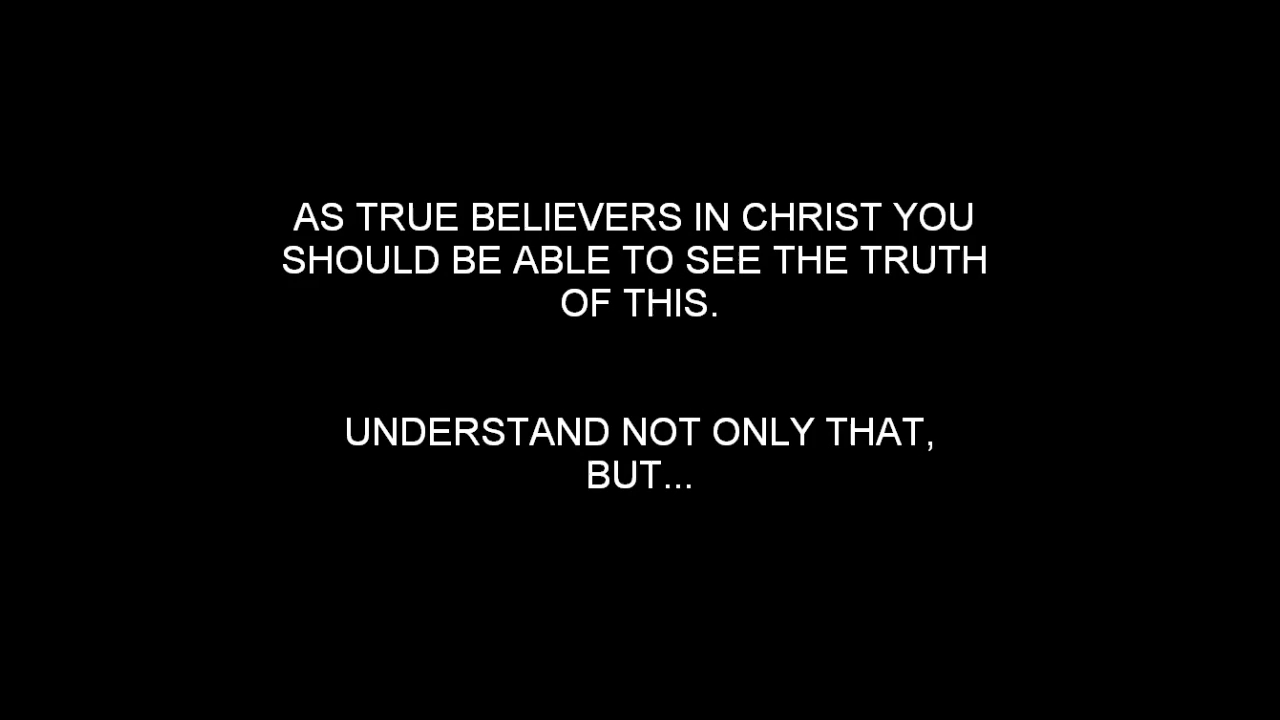 AS TRUE BELIEVERS IN CHRIST YOU
SHOULD BE ABLE TO SEE THE TRUTH
OF THIS.
UNDERSTAND NOT ONLY THAT,
BUT...